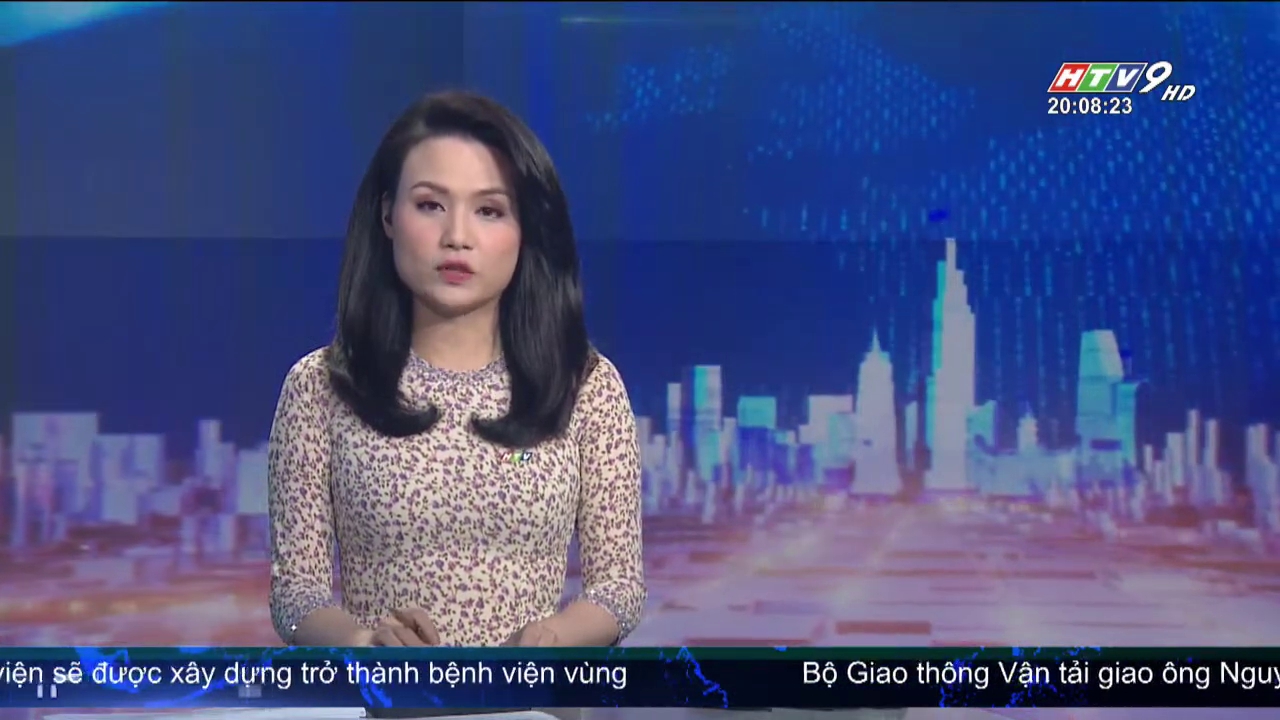 HTV9 HD
20:08:23
HTV
viện sẽ được xây dựng trở thành bệnh viện vùng
Bộ Giao thông Vận tải giao ông